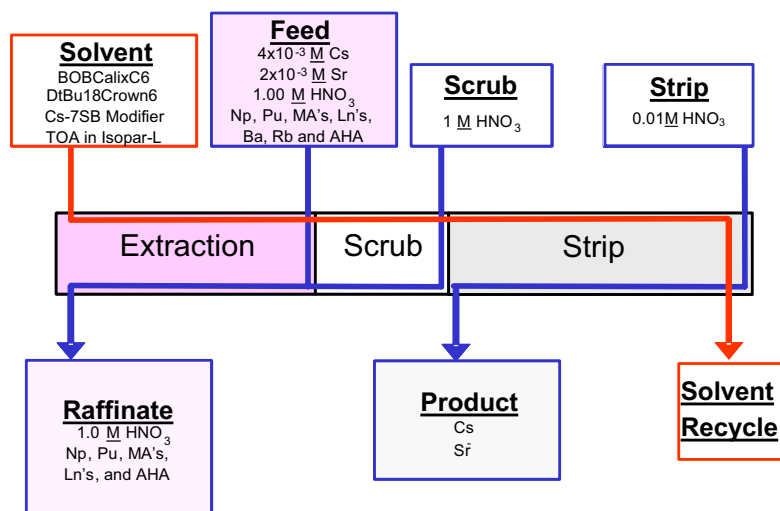 Solvent
BOBCalixC6
DtBu18Crown6
Cs-7SB Modifier
TOA in Isopar-L
Feed
4x10⁻³ M Cs
2x10⁻³ M Sr
1.00 M HNO₃
Np, Pu, MA's, Ln's,
Ba, Rb and AHA
Scrub
1 M HNO₃
Strip
0.01M HNO₃
Extraction
Scrub
Strip
Raffinate
1.0 M HNO₃
Np, Pu, MA's,
Ln's, and AHA
Product
Cs
Sr
Solvent
Recycle